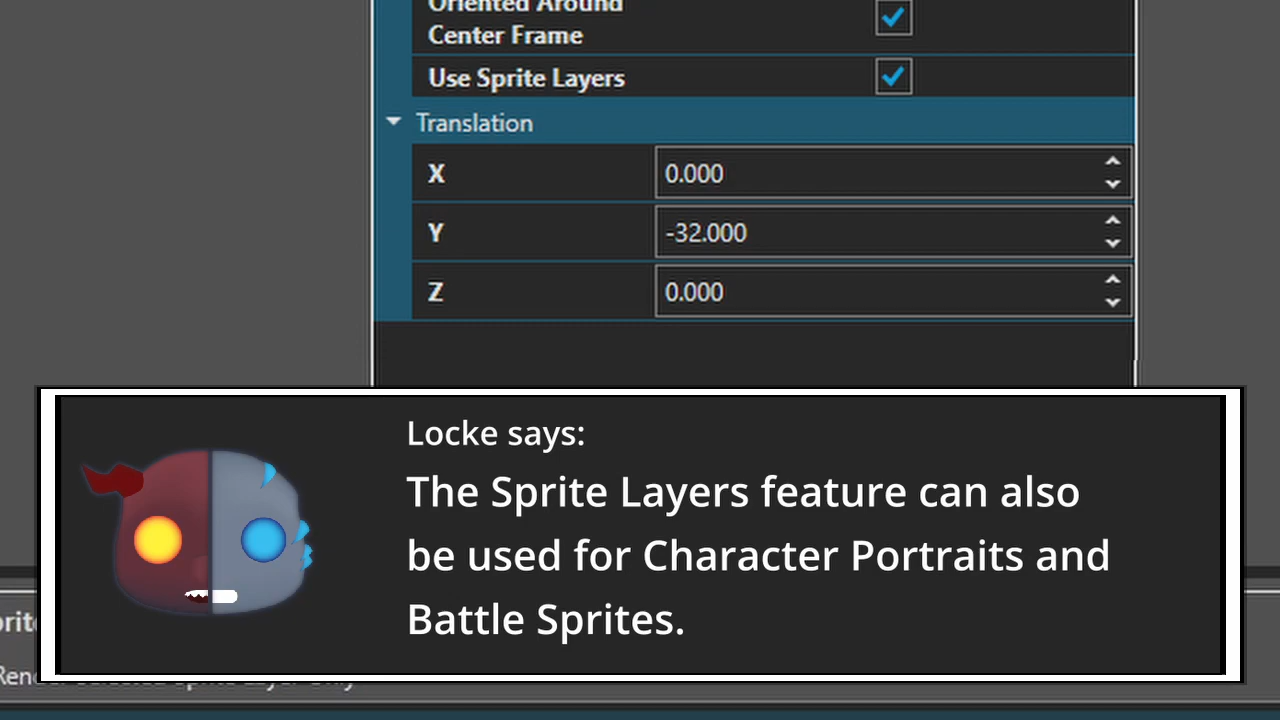 Oriented Around
Center Frame
Use Sprite Layers
Translation
X
0.000
Y
-32.000
Z
0.000
Locke says:
The Sprite Layers feature can also
be used for Character Portraits and
Battle Sprites.